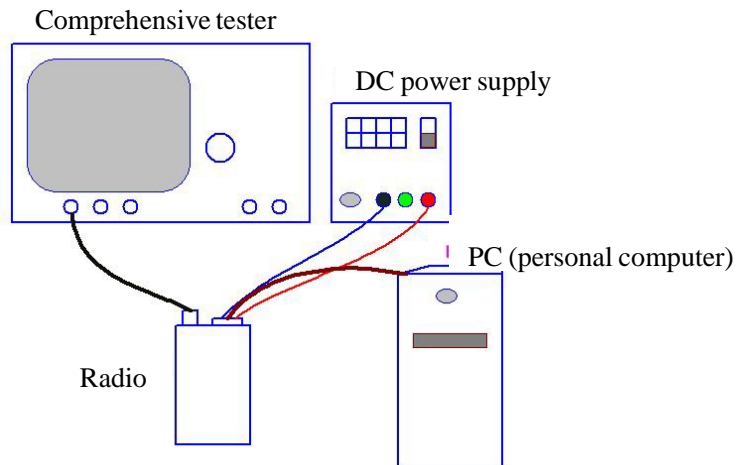 Comprehensive tester
DC power supply
PC (personal computer)
Radio